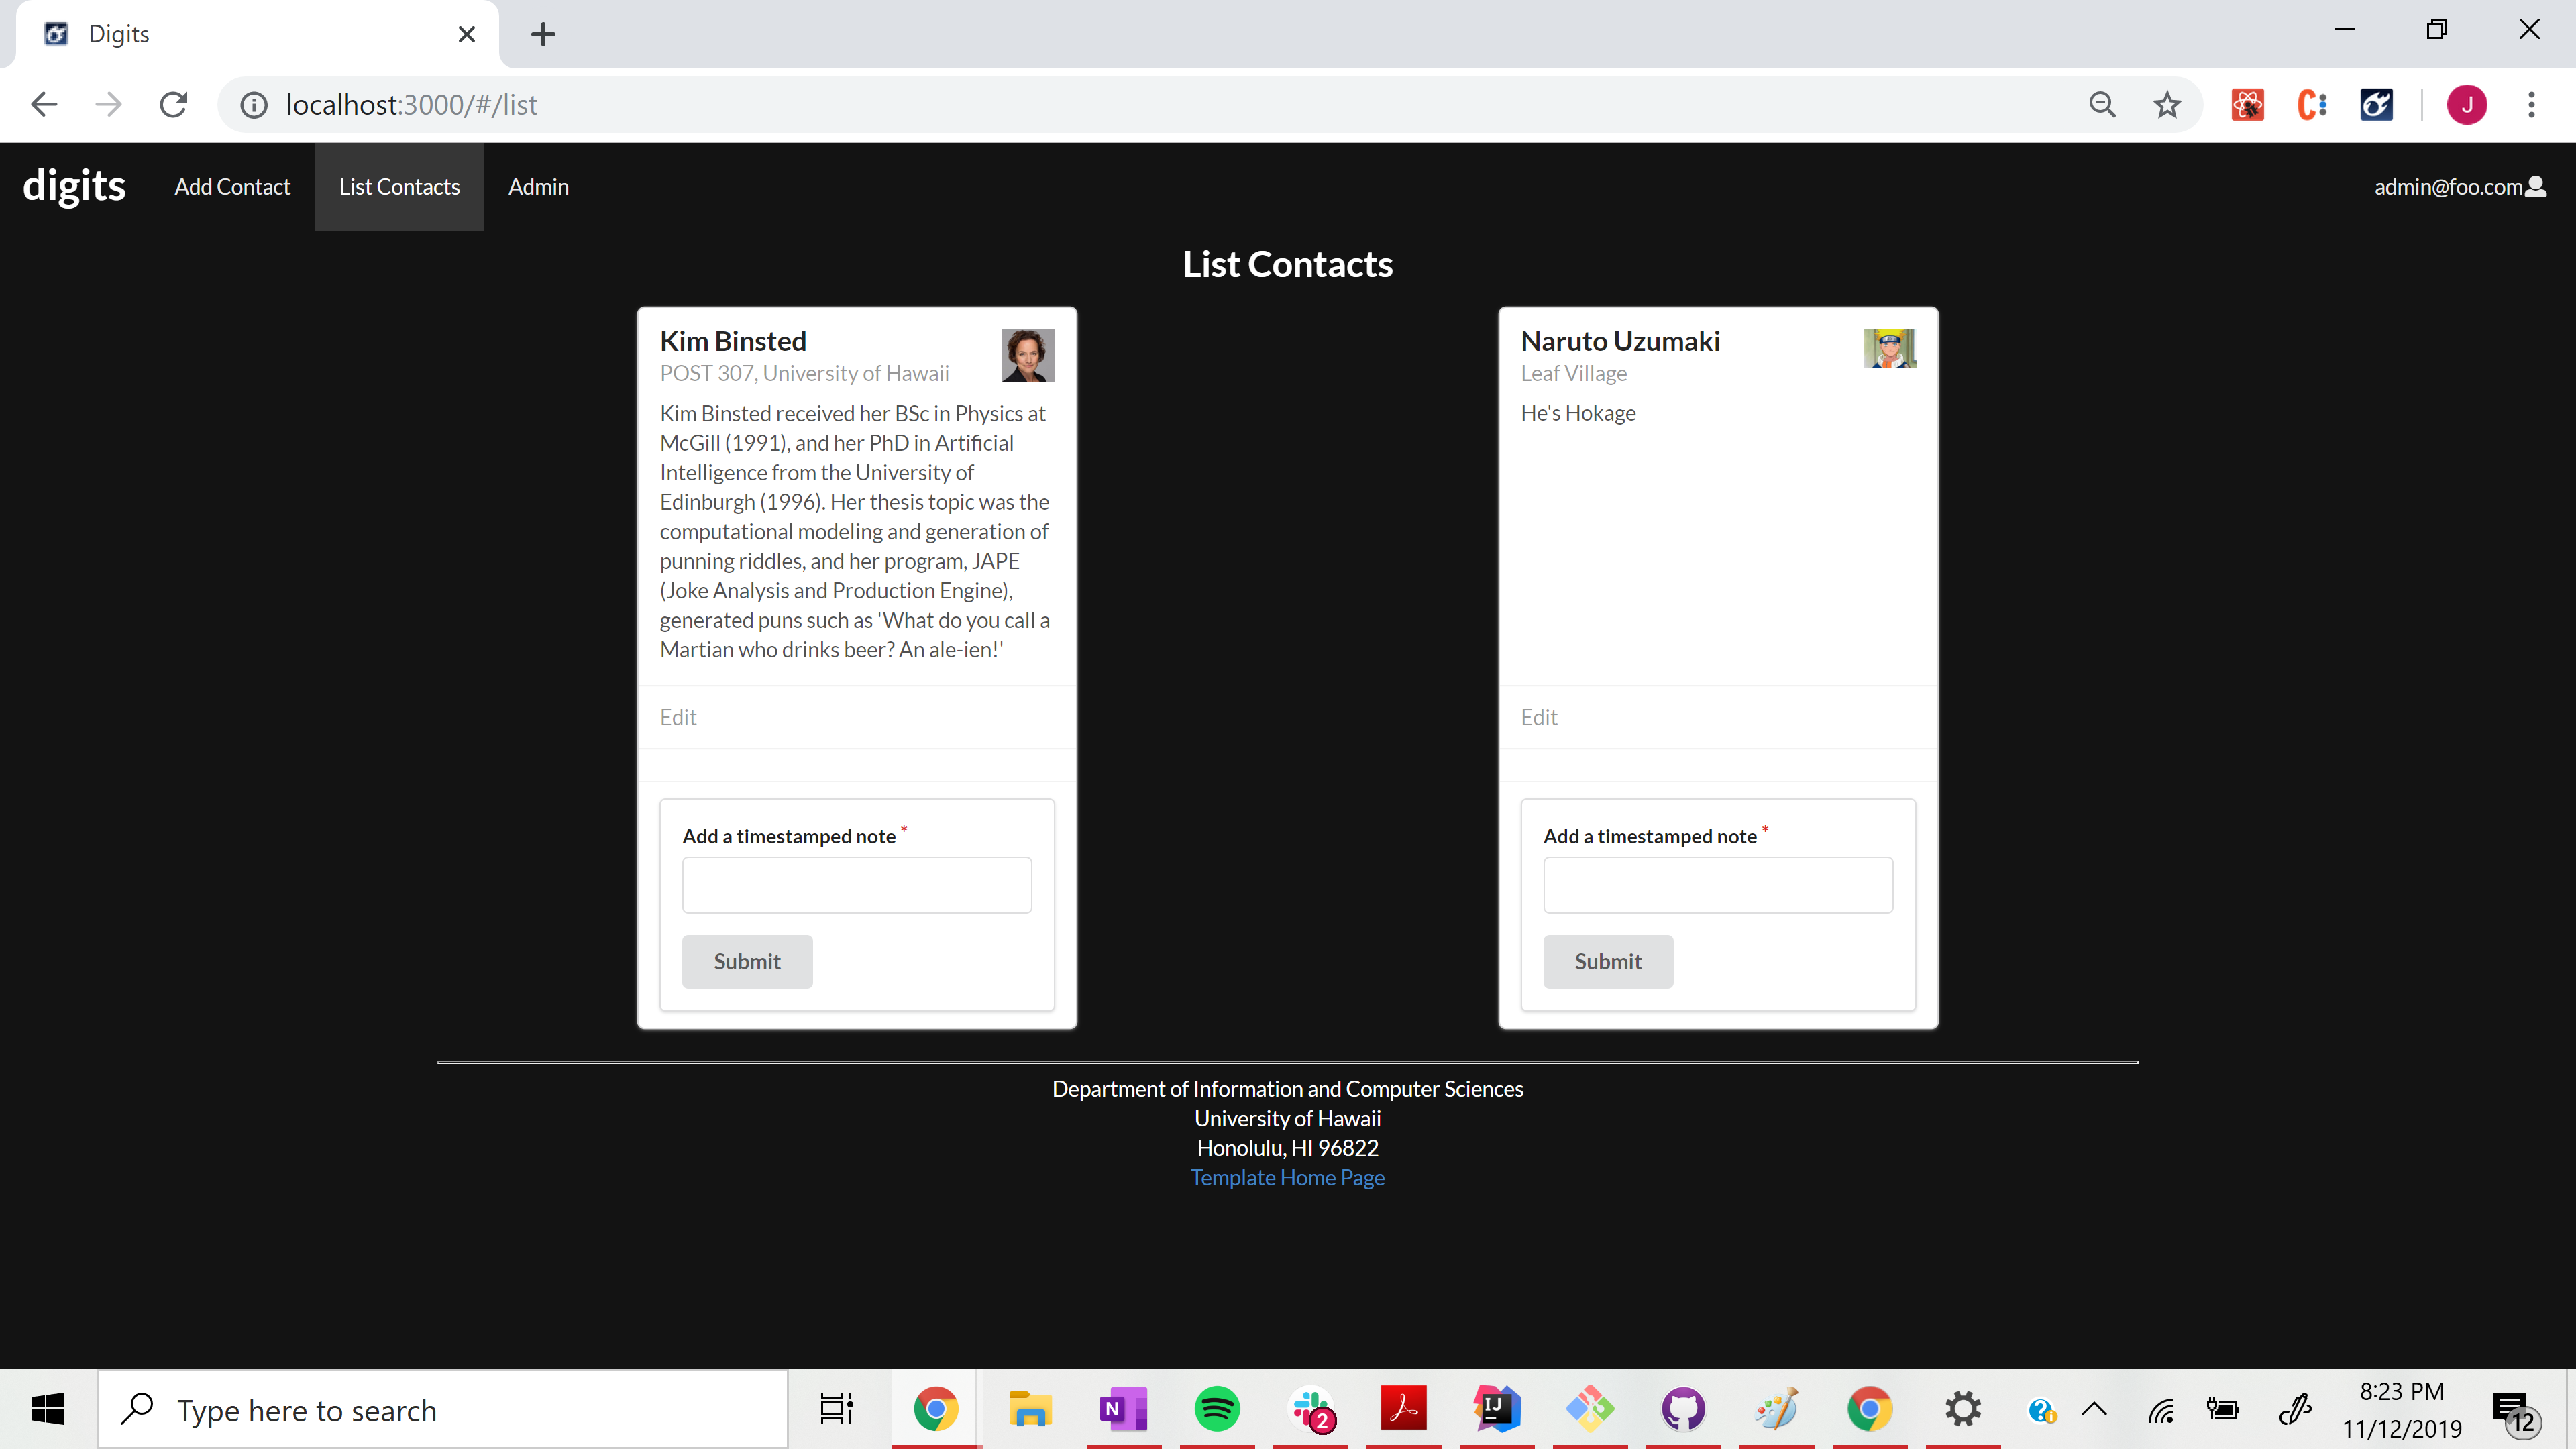 Digits
localhost:3000/#/list
J
digits Add Contact List Contacts Admin admin@foo.com
List Contacts
Kim Binsted
POST 307, University of Hawaii
Kim Binsted received her BSc in Physics at
McGill (1991), and her PhD in Artificial
Intelligence from the University of
Edinburgh (1996). Her thesis topic was the
computational modeling and generation of
punning riddles, and her program, JAPE
(Joke Analysis and Production Engine),
generated puns such as 'What do you call a
Martian who drinks beer? An ale-ien!'
Edit
Add a timestamped note *
Submit
Naruto Uzumaki
Leaf Village
He's Hokage
Edit
Add a timestamped note *
Submit
Department of Information and Computer Sciences
University of Hawaii
Honolulu, HI 96822
Template Home Page
Type here to search
N
2
IJ
8:23 PM
11/12/2019
12